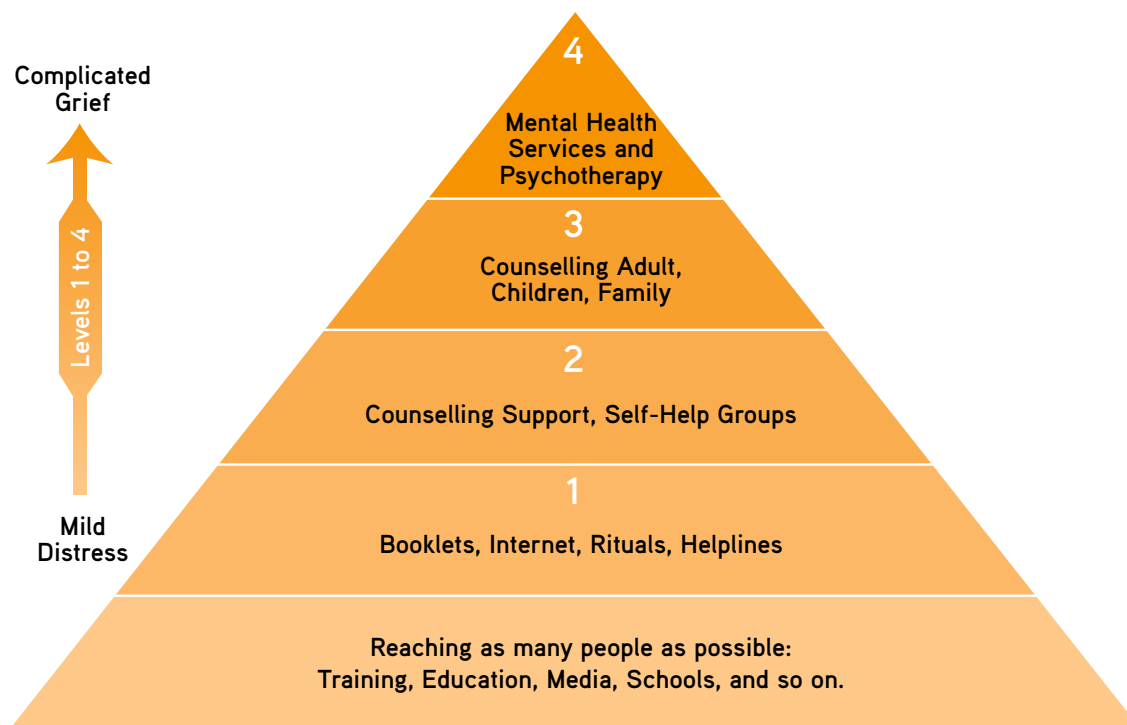 Complicated
Grief
Levels 1 to 4
Mild
Distress
4
Mental Health
Services and
Psychotherapy
3
Counselling Adult,
Children, Family
2
Counselling Support, Self-Help Groups
1
Booklets, Internet, Rituals, Helplines
Reaching as many people as possible:
Training, Education, Media, Schools, and so on.